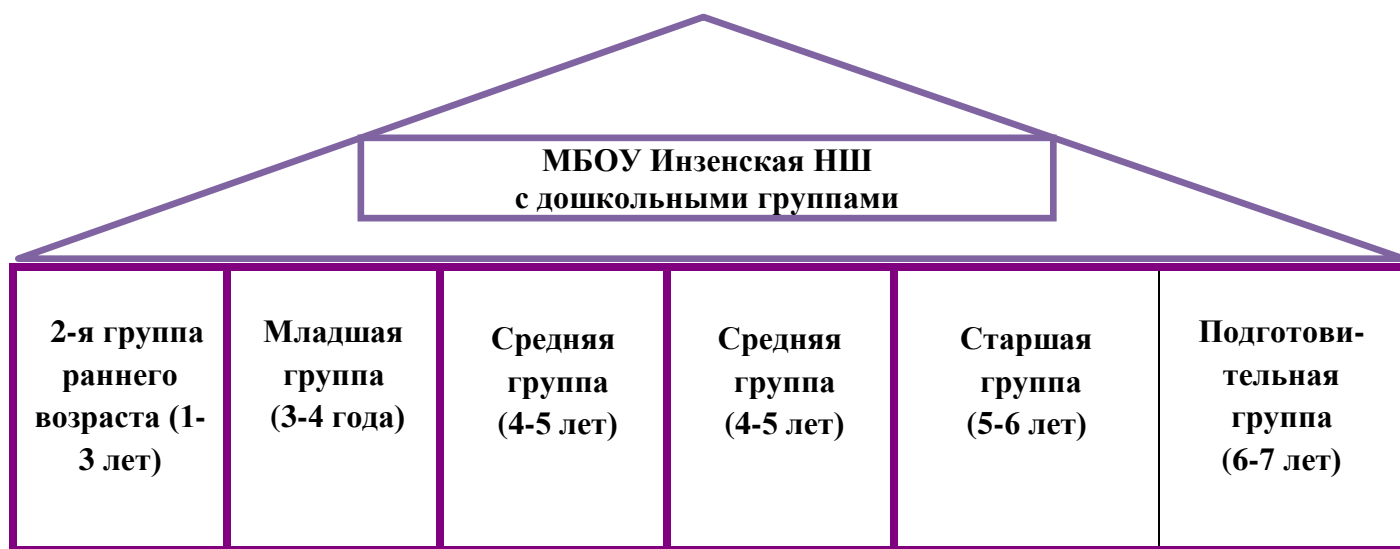 МБОУ Инзенская НШ
с дошкольными группами
2-я группа
раннего
возраста (1-
3 лет)
Младшая
группа
(3-4 года)
Средняя
группа
(4-5 лет)
Средняя
группа
(4-5 лет)
Старшая
группа
(5-6 лет)
Подготови-
тельная
группа
(6-7 лет)